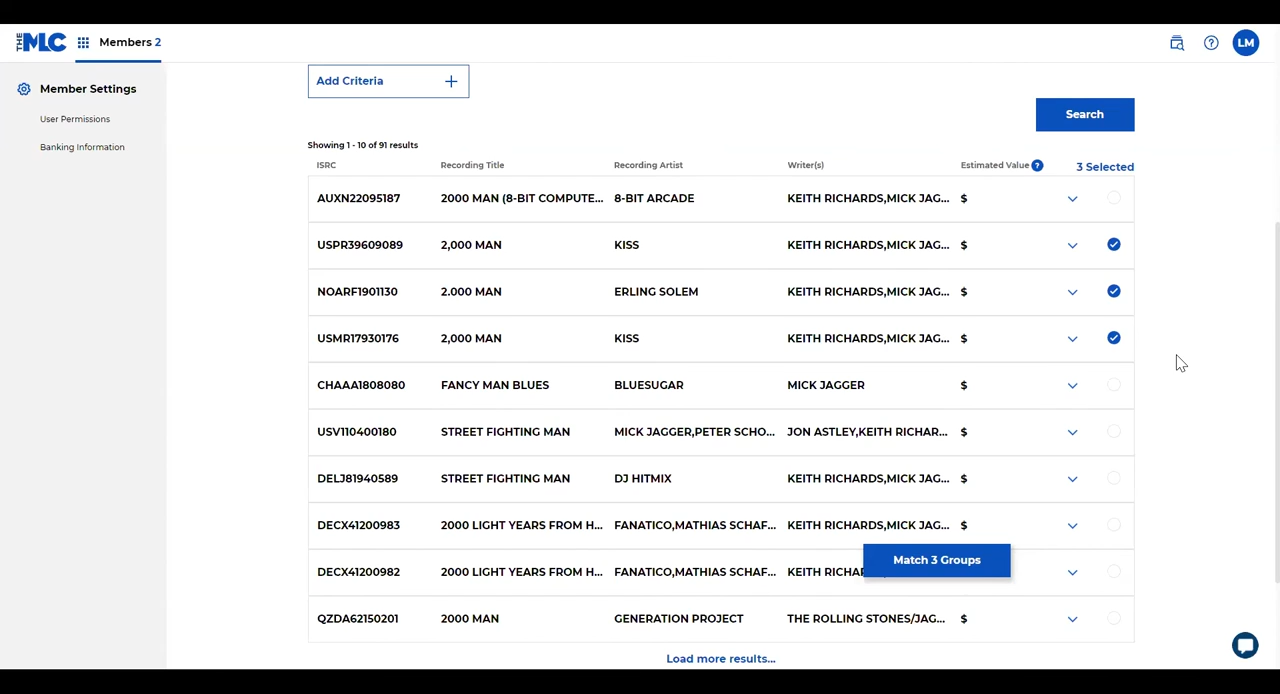 THE MLC Members 2 LM
Member Settings
User Permissions
Banking Information
Add Criteria
Search
Showing 1 - 10 of 91 results
ISRC Recording Title Recording Artist Writer(s) Estimated Value ? 3 Selected
AUXN22095187 2000 MAN (8-BIT COMPUTE... 8-BIT ARCADE KEITH RICHARDS,MICK JAG... $
USPR39609089 2,000 MAN KISS KEITH RICHARDS,MICK JAG... $
NOARF1901130 2.000 MAN ERLING SOLEM KEITH RICHARDS,MICK JAG... $
USMR17930176 2,000 MAN KISS KEITH RICHARDS,MICK JAG... $
CHAAA1808080 FANCY MAN BLUES BLUESUGAR MICK JAGGER $
USV110400180 STREET FIGHTING MAN MICK JAGGER,PETER SCHO... JON ASTLEY,KEITH RICHAR... $
DELJ81940589 STREET FIGHTING MAN DJ HITMIX KEITH RICHARDS,MICK JAG... $
DECX41200983 2000 LIGHT YEARS FROM H... FANATICO,MATHIAS SCHAF... KEITH RICHARDS,MICK JAG... $
Match 3 Groups
DECX41200982 2000 LIGHT YEARS FROM H... FANATICO,MATHIAS SCHAF... KEITH $
QZDA62150201 2000 MAN GENERATION PROJECT THE ROLLING STONES/JAG... $
Load more results...